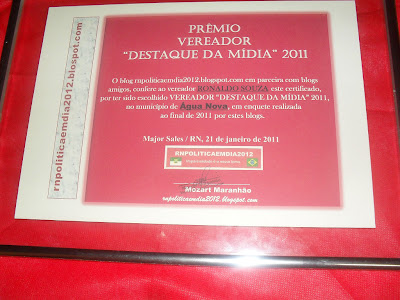 rnpoliticaemdia2012.blogspot.com
PRÊMIO
VEREADOR
“DESTAQUE DA MÍDIA” 2011
O blog rnpoliticaemdia2012.blogspot.com em parceira com blogs
amigos, confere ao vereador RONALDO SOUZA este certificado,
por ter sido escolhido VEREADOR “DESTAQUE DA MÍDIA” 2011,
no município de Água Nova, em enquete realizada
ao final de 2011 por estes blogs.
Major Sales / RN, 21 de janeiro de 2011
RNPOLITICAEMDIA2012
Mozart Maranhão
rnpoliticaemdia2012.blogspot.com